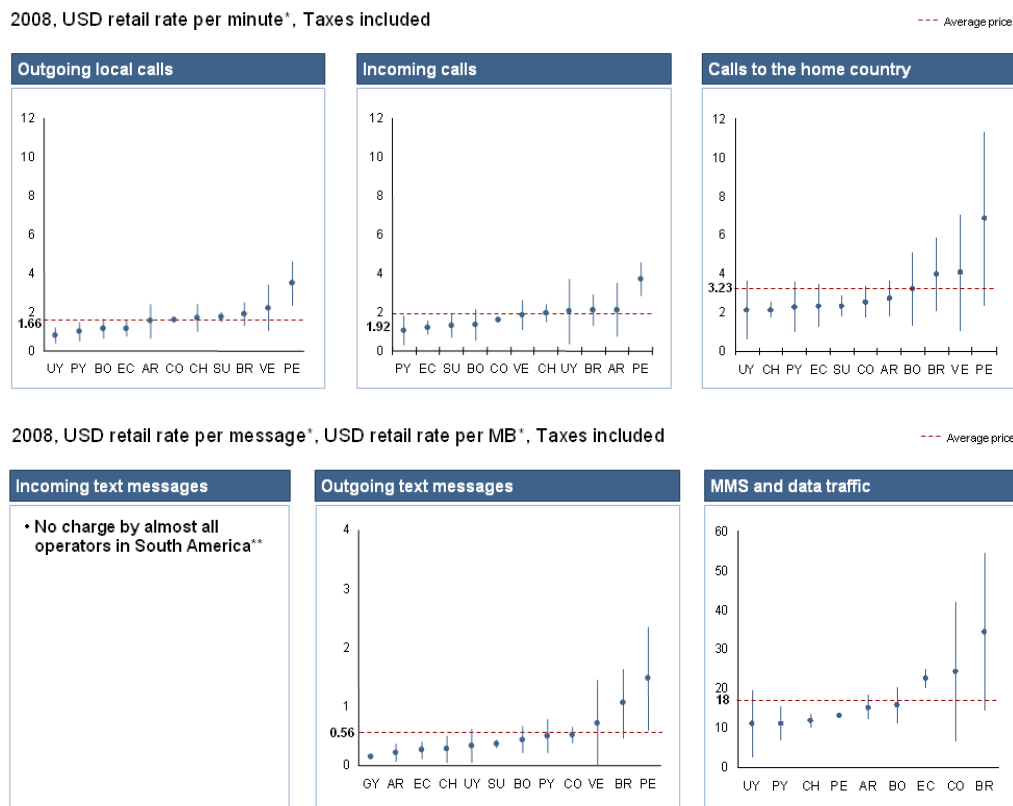 2008, USD retail rate per minute*, Taxes included
Average price
Outgoing local calls
12
10
8
6
4
2
1.66
0
UY PY BO EC AR CO CH SU BR VE PE
Incoming calls
12
10
8
6
4
2
1.92
0
PY EC SU BO CO VE CH UY BR AR PE
Calls to the home country
12
10
8
6
4
3.23
2
0
UY CH PY EC SU CO AR BO BR VE PE
2008, USD retail rate per message*, USD retail rate per MB*, Taxes included
Average price
Incoming text messages
• No charge by almost all
operators in South America**
Outgoing text messages
4
3
2
1
0.56
0
GY AR EC CH UY SU BO PY CO VE BR PE
MMS and data traffic
60
50
40
30
20
18
10
0
UY PY CH PE AR BO EC CO BR